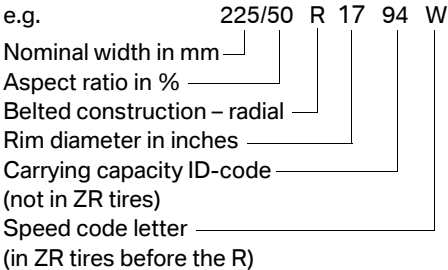 e.g. 225/50 R 17 94 W
Nominal width in mm
Aspect ratio in %
Belted construction – radial
Rim diameter in inches
Carrying capacity ID-code
(not in ZR tires)
Speed code letter
(in ZR tires before the R)